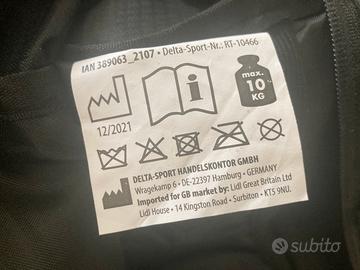 IAN 389063_2107 • Delta-Sport-Nr.: RT-10466
max.
10
KG
12/2021
DELTA-SPORT HANDELSKONTOR GMBH
Wragekamp 6 • DE-22397 Hamburg • GERMANY
Imported for GB market by: Lidl Great Britain Ltd
Lidl House • 14 Kingston Road • Surbiton • KT5 9NU.
subito